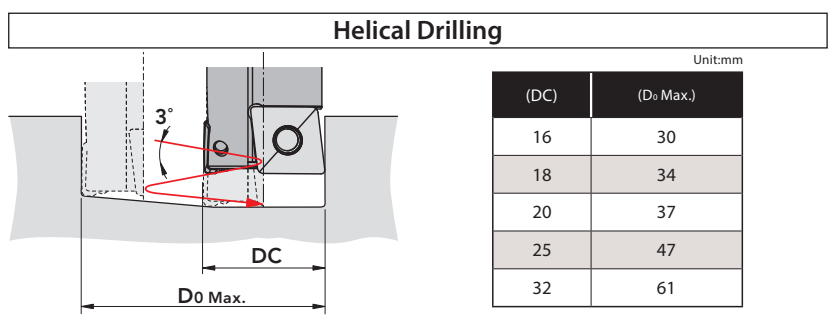 Helical Drilling
Unit:mm
(DC) (D₀ Max.)
16 30
18 34
20 37
25 47
32 61
3°
DC
D₀ Max.